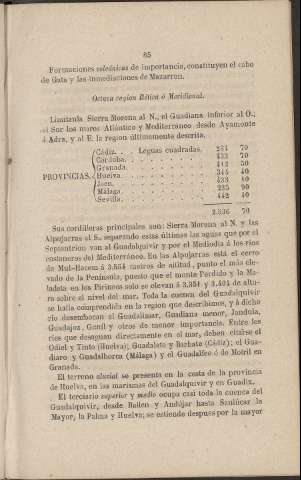 85
Formaciones volcánicas de importancia, constituyen el cabo
de Gata y las inmediaciones de Mazarron.
Octava region Bética ó Meridional.
Limítanla Sierra Morena al N., el Guadiana inferior al O.;
al Sur los mares Atlántico y Mediterraneo desde Ayamonte
á Adra, y al E. la region últimamente descrita.
PROVINCIAS.
Cádiz. . . Leguas cuadradas. 234 70
Córdoba. . . . . . . . . . . 433 70
Granada. . . . . . . . . . . 412 50
Huelva. . . . . . . . . . . 344 40
Jaen. . . . . . . . . . . . 433 40
Málaga. . . . . . . . . . . 235 90
Sevilla. . . . . . . . . . . 442 40
2.336 70
Sus cordilleras principales son: Sierra Morena al N. y las
Alpujarras al S., separando estas últimas las aguas que por el
Septentrion van al Guadalquivir y por el Mediodia á los rios
costaneros del Mediterráneo. En las Alpujarras está el cerro
de Mul-Hacen á 3.554 metros de altitud, punto el más ele-
vado de la Península, puesto que el monte Perdido y la Ma-
ladeta en los Pirineos solo se elevan á 3.351 y 3.404 de altu-
ra sobre el nivel del mar. Toda la cuenca del Guadalquivir
se halla comprendida en la region que describimos, y á dicho
rio desembocan el Guadalimar, Guadiana menor, Jandula,
Guadajoz, Genil y otros de menor importancia. Entre los
rios que desaguan directamente en el mar, deben citarse el
Odiel y Tinto (Huelva); Guadalete y Barbate (Cádiz); el Gua-
diaro y Guadalhorce (Málaga) y el Guadalfeo ó de Motril en
Granada.
El terreno aluvial se presenta en la costa de la provincia
de Huelva, en las marismas del Guadalquivir y en Guadix.
El terciario superior y medio ocupa casi toda la cuenca del
Guadalquivir, desde Bailen y Andújar hasta Sanlúcar la
Mayor, la Palma y Huelva; se estiende despues por la mayor